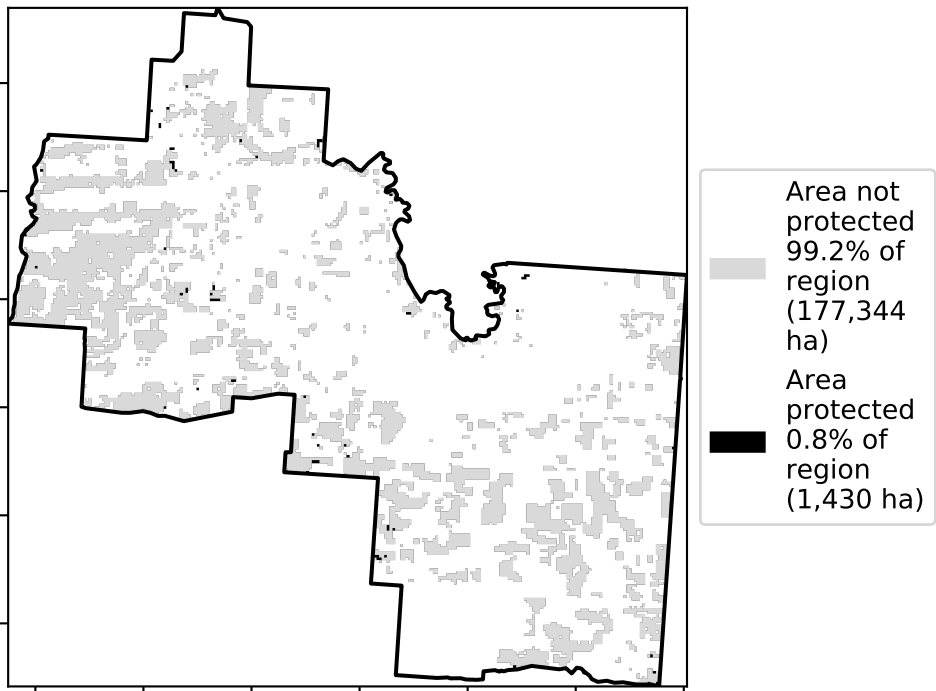 Area not
protected
99.2% of
region
(177,344
ha)
Area
protected
0.8% of
region
(1,430 ha)